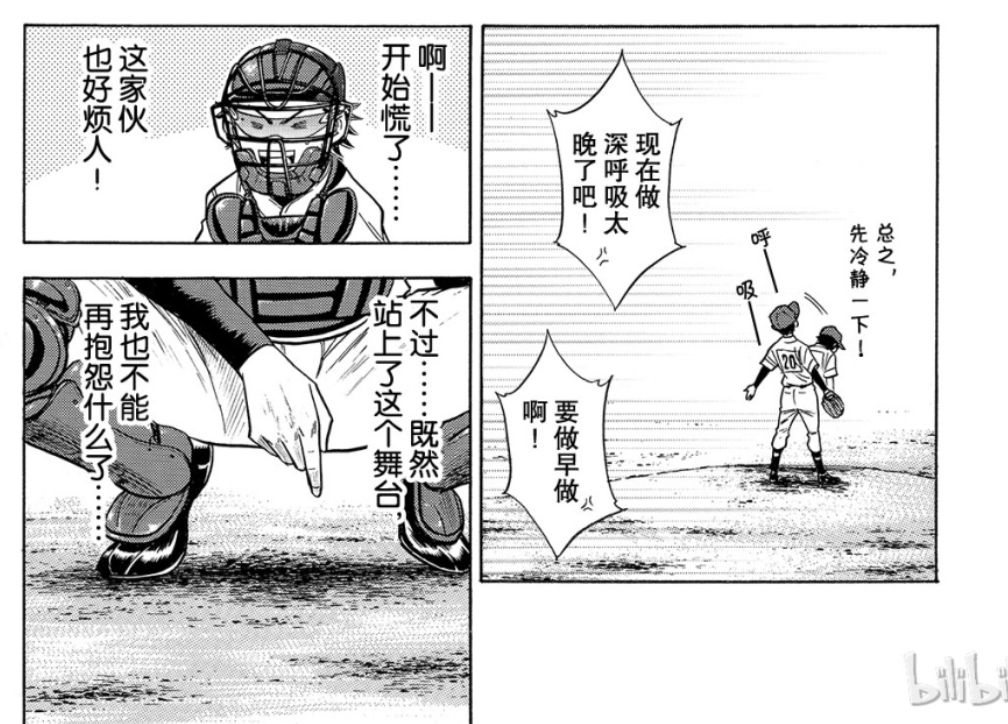 总之，
先冷静一下！
呼
吸
20
现在做
深呼吸太
晚了吧！
要做早做
啊！
啊——
开始慌了……
这家伙
也好烦人！
不过……既然
站上了这个舞台，
我也不能
再抱怨什么了……
bilibi